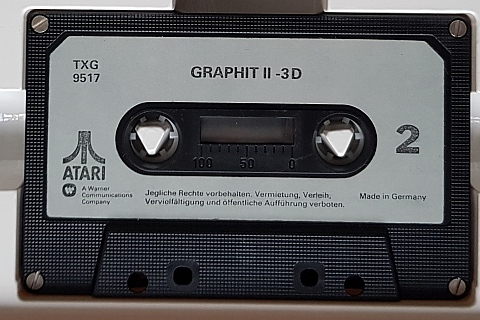 TXG
9517
GRAPHIT II -3D
2
100 50 0
ATARI
A Warner
Communications
Company
Jegliche Rechte vorbehalten, Vermietung, Verleih,
Vervielfältigung und öffentliche Aufführung verboten.
Made in Germany